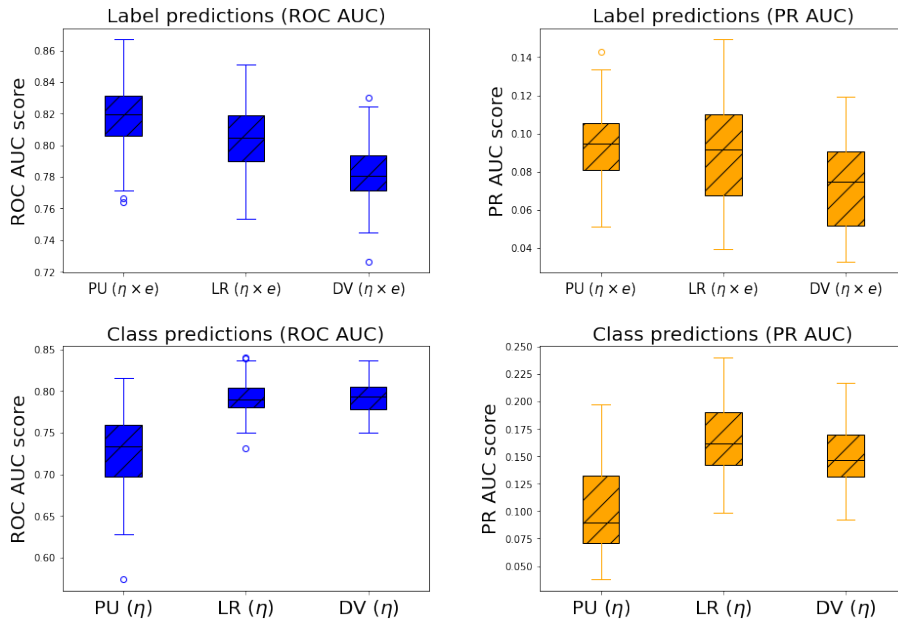 Label predictions (ROC AUC)
ROC AUC score
0.86
0.84
0.82
0.80
0.78
0.76
0.74
0.72
PU (η × e)
LR (η × e)
DV (η × e)
Label predictions (PR AUC)
PR AUC score
0.14
0.12
0.10
0.08
0.06
0.04
PU (η × e)
LR (η × e)
DV (η × e)
Class predictions (ROC AUC)
ROC AUC score
0.85
0.80
0.75
0.70
0.65
0.60
PU (η)
LR (η)
DV (η)
Class predictions (PR AUC)
PR AUC score
0.250
0.225
0.200
0.175
0.150
0.125
0.100
0.075
0.050
PU (η)
LR (η)
DV (η)